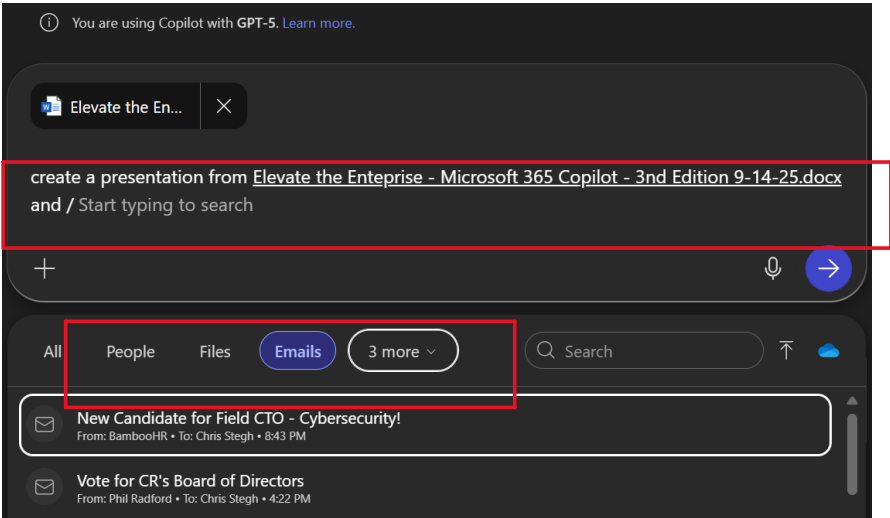 You are using Copilot with GPT-5. Learn more.
Elevate the En...
create a presentation from Elevate the Enteprise - Microsoft 365 Copilot - 3nd Edition 9-14-25.docx
and / Start typing to search
All People Files Emails 3 more Search
New Candidate for Field CTO - Cybersecurity!
From: BambooHR • To: Chris Stegh • 8:43 PM
Vote for CR's Board of Directors
From: Phil Radford • To: Chris Stegh • 4:22 PM